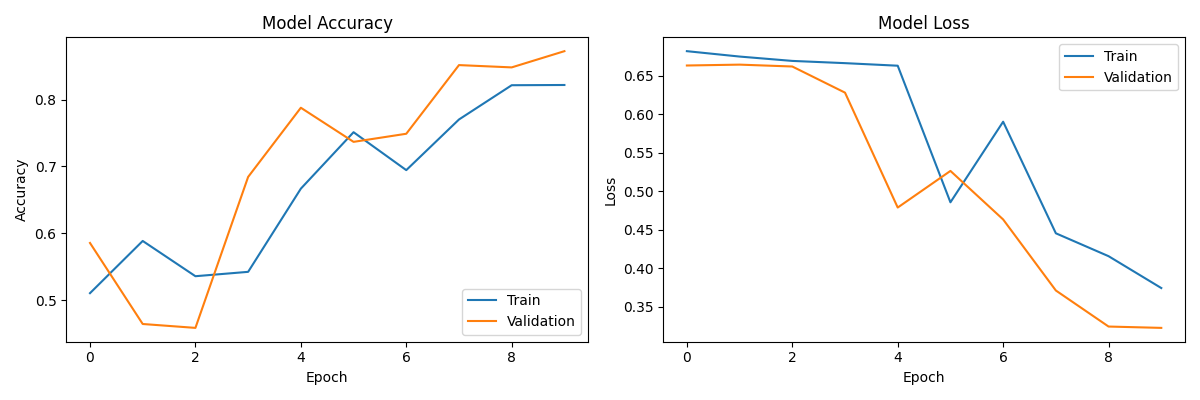 Model Accuracy
Accuracy
0.8
0.7
0.6
0.5
0
2
4
6
8
Epoch
Train
Validation
Model Loss
Loss
0.65
0.60
0.55
0.50
0.45
0.40
0.35
0
2
4
6
8
Epoch
Train
Validation